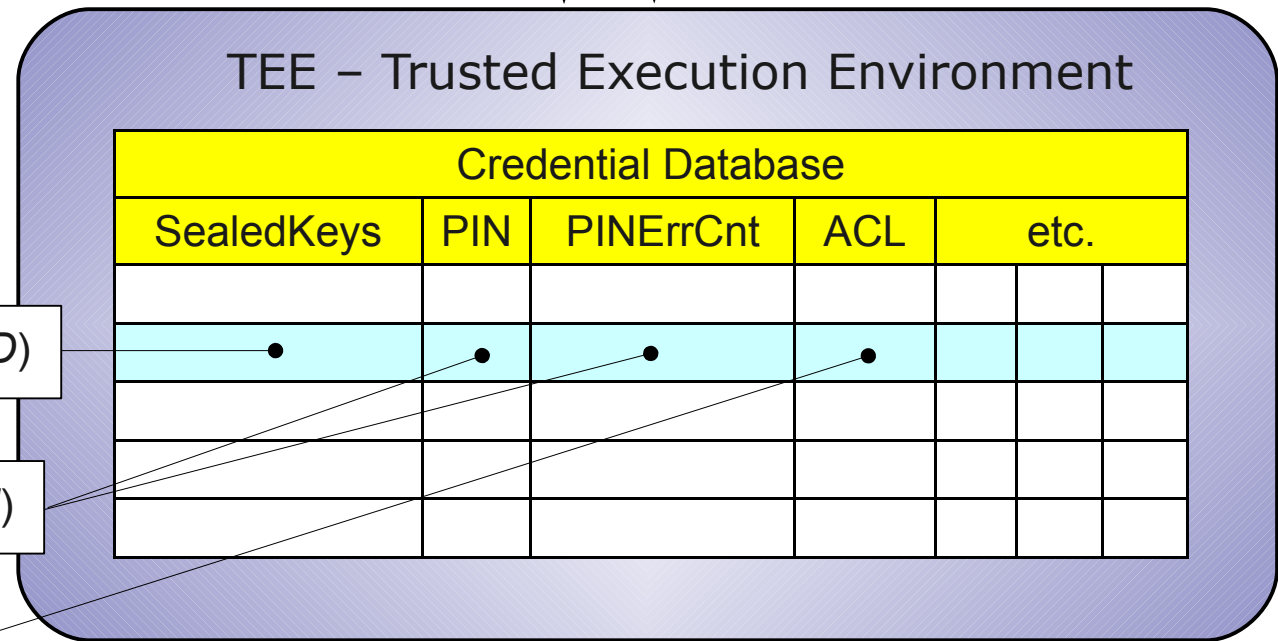 TEE – Trusted Execution Environment
Credential Database
SealedKeys PIN PINErrCnt ACL etc.
)
)